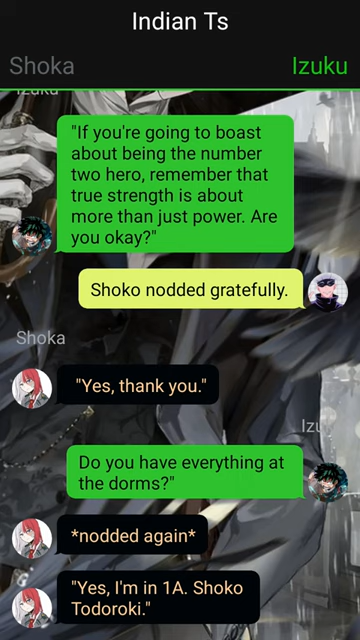 Indian Ts
Shoka
Izuku
Izuku
"If you're going to boast
about being the number
two hero, remember that
true strength is about
more than just power. Are
you okay?"
Shoko nodded gratefully.
Shoka
"Yes, thank you."
Izu
Do you have everything at
the dorms?"
*nodded again*
"Yes, I'm in 1A. Shoko
Todoroki."